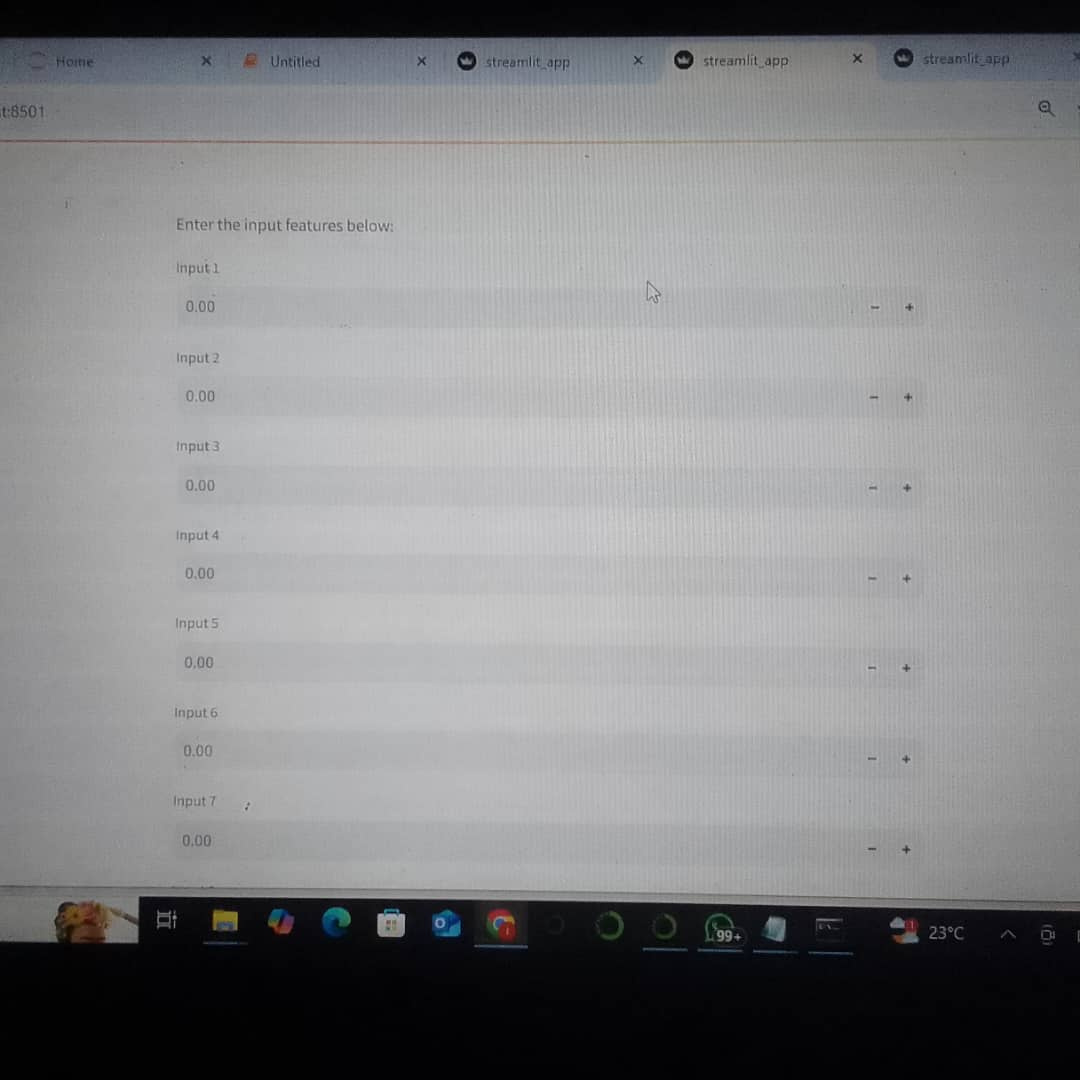 Home
Untitled
streamlit_app
streamlit_app
streamlit_app
t:8501
Enter the input features below:
Input 1
0.00
Input 2
0.00
Input 3
0.00
Input 4
0.00
Input 5
0.00
Input 6
0.00
Input 7
0.00
99+
23°C